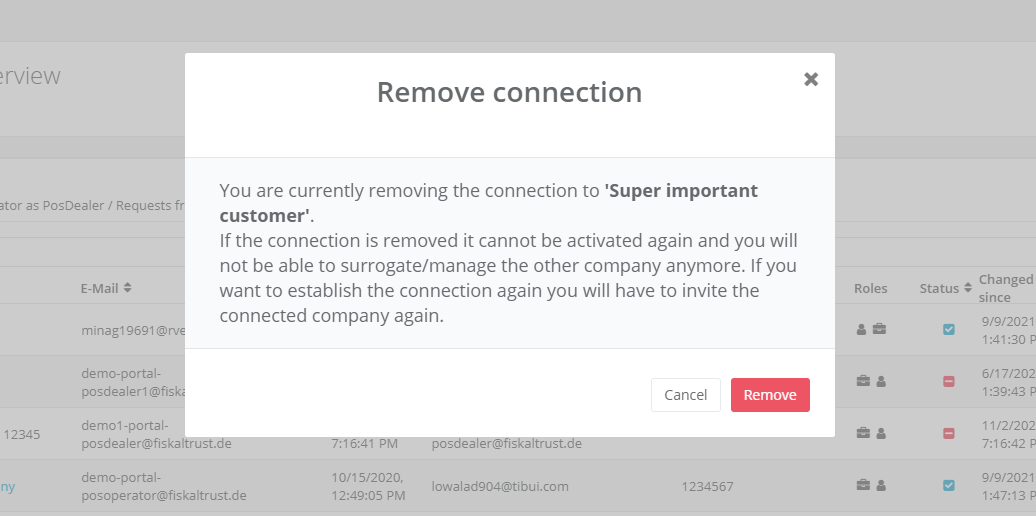 erview
Remove connection
You are currently removing the connection to 'Super important
customer'.
If the connection is removed it cannot be activated again and you will
not be able to surrogate/manage the other company anymore. If you
want to establish the connection again you will have to invite the
connected company again.
Cancel Remove
ator as PosDealer / Requests fr
E-Mail Roles Status Changed
since
minag19691@rve 9/9/2021
1:41:30 P
demo-portal- 6/17/202
posdealer1@fiska 1:39:43 P
12345 demo1-portal- 11/2/202
posdealer@fiskaltrust.de 7:16:41 PM posdealer@fiskaltrust.de 7:16:42 P
ny demo-portal- 10/15/2020, lowalad904@tibui.com 1234567 9/9/2021
posoperator@fiskaltrust.de 12:49:05 PM 1:47:13 P